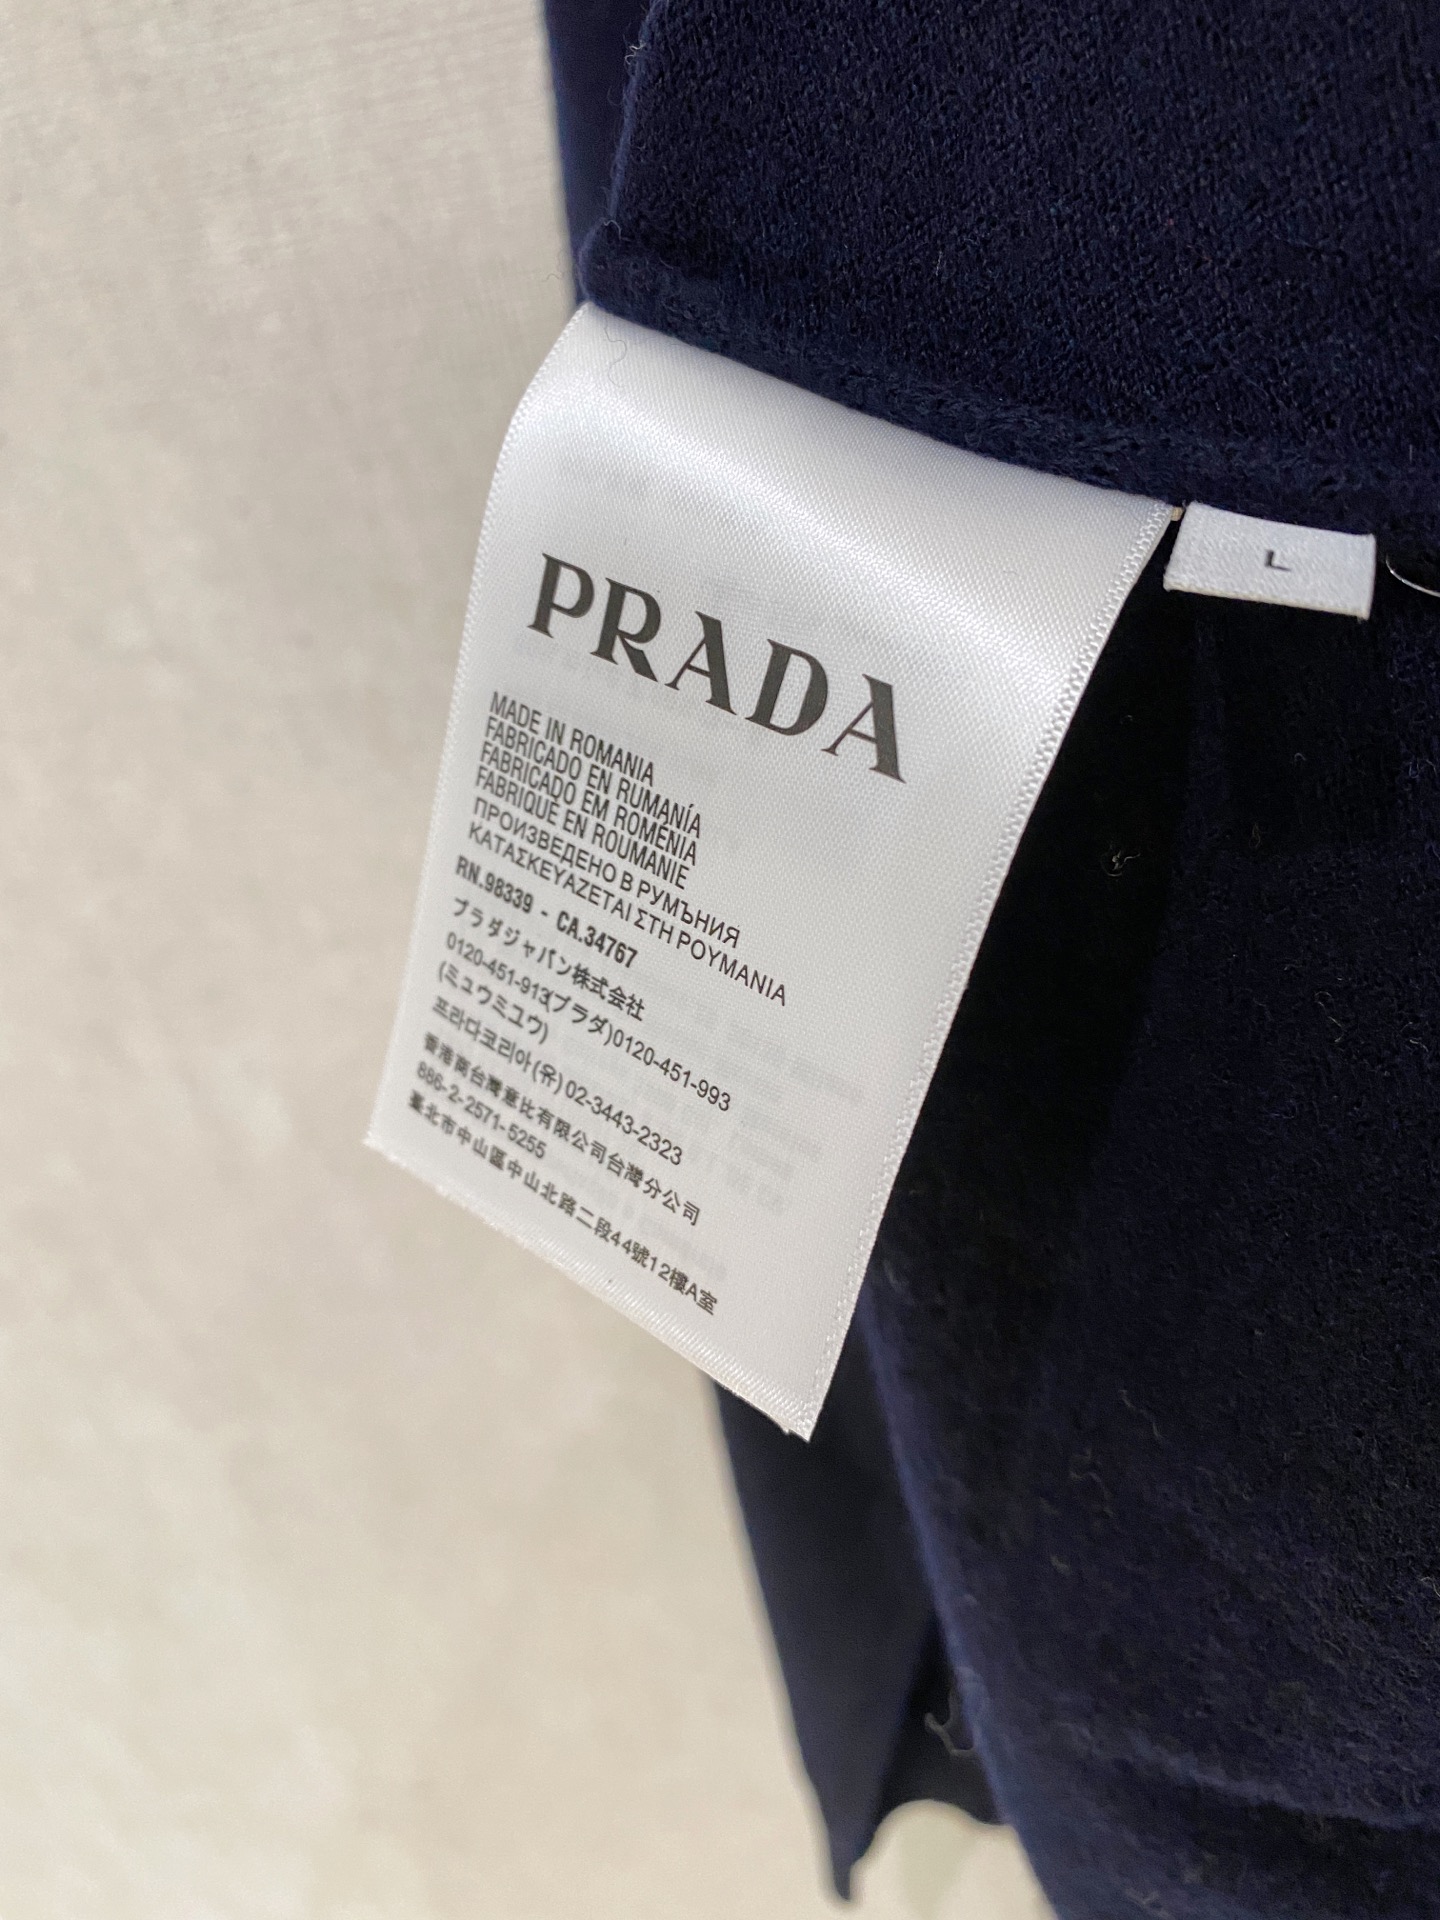 PRADA
MADE IN ROMANIA
FABRICADO EN RUMANÍA
FABRICADO EM ROMÉNIA
FABRIQUÉ EN ROUMANIE
ПРОИЗВЕДЕНО В РУМЪНИЯ
ΚΑΤΑΣΚΕΥΑΖΕΤΑΙ ΣΤΗ ΡΟΥΜΑΝΙΑ
RN.98339 - CA.34767
プラダジャパン株式会社
0120-451-913(プラダ)0120-451-993
(ミュウミュウ)
프라다코리아(유) 02-3443-2323
香港商台灣意比有限公司台灣分公司
886-2-2571-5255
臺北市中山區中山北路二段44號12樓A室
L